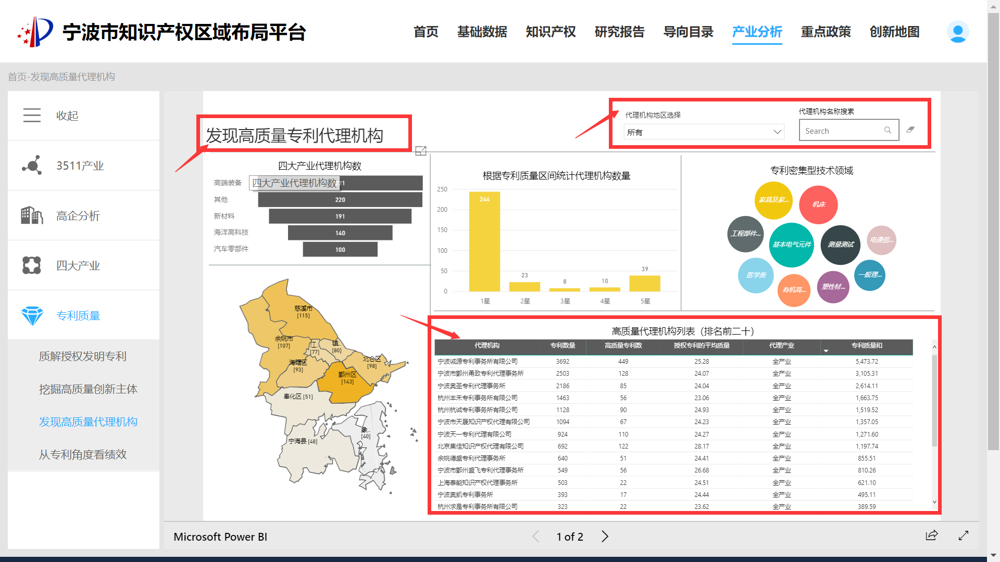 宁波市知识产权区域布局平台
首页 基础数据 知识产权 研究报告 导向目录 产业分析 重点政策 创新地图
首页-发现高质量代理机构
收起
3511产业
高企分析
四大产业
专利质量
质解授权发明专利
挖掘高质量创新主体
发现高质量代理机构
从专利角度看绩效
发现高质量专利代理机构
代理机构地区选择
所有
代理机构名称搜索
Search
四大产业代理机构数
四大产业代理机构数
高端装备 221
其他 220
新材料 191
海洋高科技 140
汽车零部件 100
根据专利质量区间统计代理机构数量
250
200
150
100
50
0
244 23 8 10 39
1星 2星 3星 4星 5星
专利密集型技术领域
家具及家...
机床
工程部件...
基本电气元件
测量测试
电通信...
医学类
有机高...
塑性材...
一般理...
慈溪市
[115]
余姚市
[107]
江...
[77]
镇...
[80]
海曙区
[93]
北仑区
[98]
鄞州区
[143]
奉化区 [51]
象...
[40]
宁海县 [48]
高质量代理机构列表（排名前二十）
代理机构 专利数量 高质量专利数 授权专利的平均质量 代理产业 专利质量和
宁波诚源专利事务所有限公司 3692 449 25.28 全产业 5,473.72
宁波市鄞州甬致专利代理事务所 2503 128 24.07 全产业 3,105.31
宁波奥圣专利代理事务所 2186 85 24.04 全产业 2,614.11
杭州丰禾专利事务所有限公司 1463 56 23.06 全产业 1,663.75
杭州杭诚专利事务所有限公司 1128 90 24.93 全产业 1,519.52
宁波市天晟知识产权代理有限公司 1094 67 24.23 全产业 1,357.05
宁波天一专利代理有限公司 924 110 24.27 全产业 1,271.60
北京集佳知识产权代理有限公司 692 122 28.17 全产业 1,197.74
余姚德盛专利代理事务所 640 51 24.41 全产业 855.51
宁波市鄞州盛飞专利代理事务所 549 56 26.68 全产业 810.26
上海泰能知识产权代理事务所 503 22 24.51 全产业 621.10
宁波奥凯专利事务所 393 17 24.44 全产业 495.11
杭州求是专利事务所有限公司 323 22 23.62 全产业 389.59
Microsoft Power BI
1 of 2